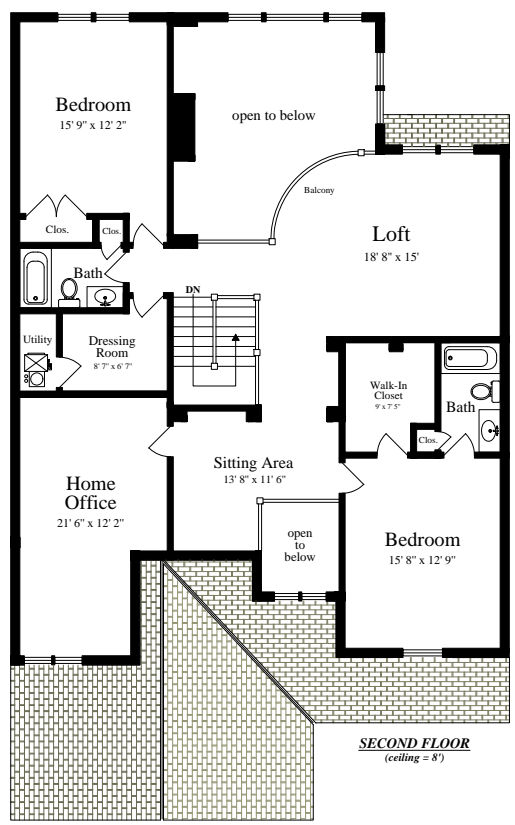 Bedroom
15' 9" x 12' 2"
open to below
Balcony
Clos.
Clos.
Loft
18' 8" x 15'
Bath
DN
Utility
Dressing
Room
8' 7" x 6' 7"
Walk-In
Closet
9' x 7' 5"
Bath
Clos.
Sitting Area
13' 8" x 11' 6"
Home
Office
21' 6" x 12' 2"
open
to
below
Bedroom
15' 8" x 12' 9"
SECOND FLOOR
(ceiling = 8')